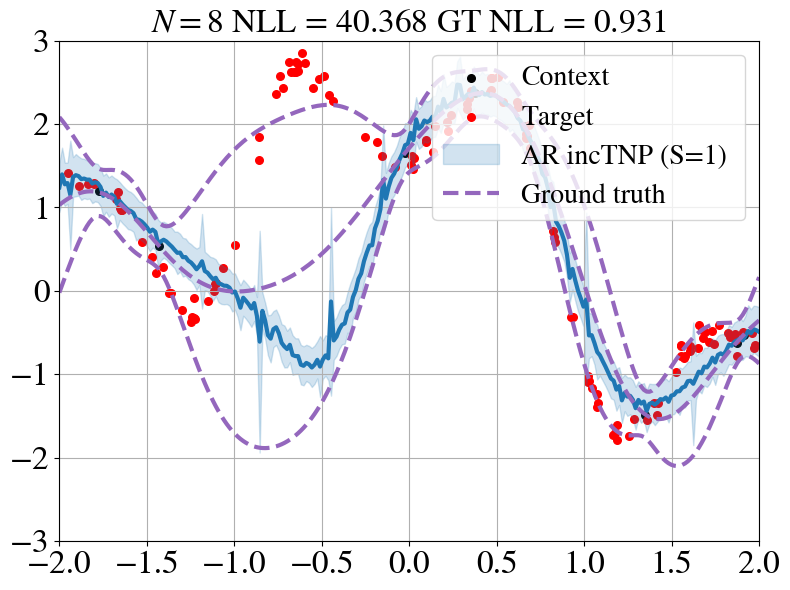 N = 8 NLL = 40.368 GT NLL = 0.931
3
2
1
0
−1
−2
−3
Context
Target
AR incTNP (S=1)
Ground truth
−2.0 −1.5 −1.0 −0.5 0.0 0.5 1.0 1.5 2.0